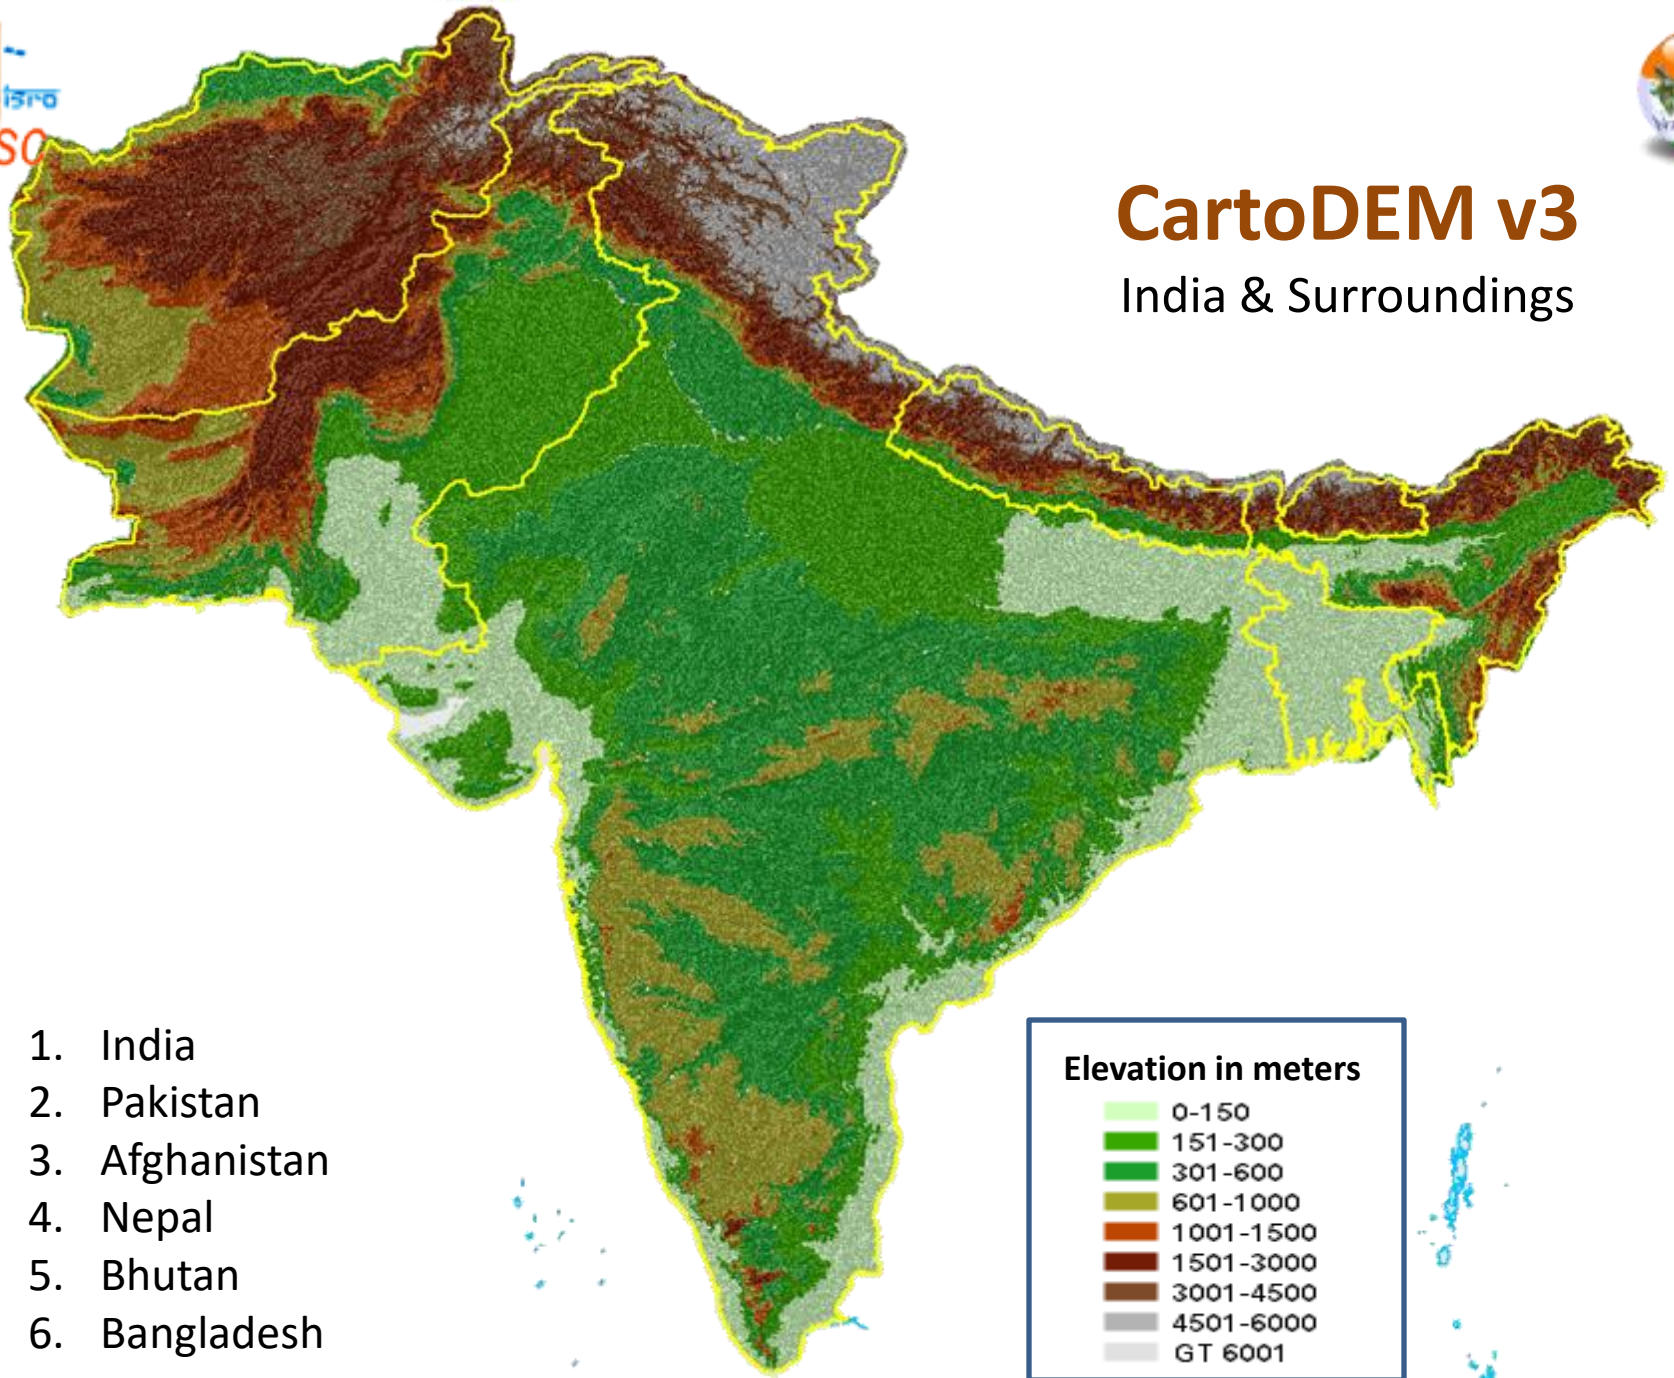 isro
SC
CartoDEM v3
India & Surroundings
1. India
2. Pakistan
3. Afghanistan
4. Nepal
5. Bhutan
6. Bangladesh
Elevation in meters
0-150
151-300
301-600
601-1000
1001-1500
1501-3000
3001-4500
4501-6000
GT 6001